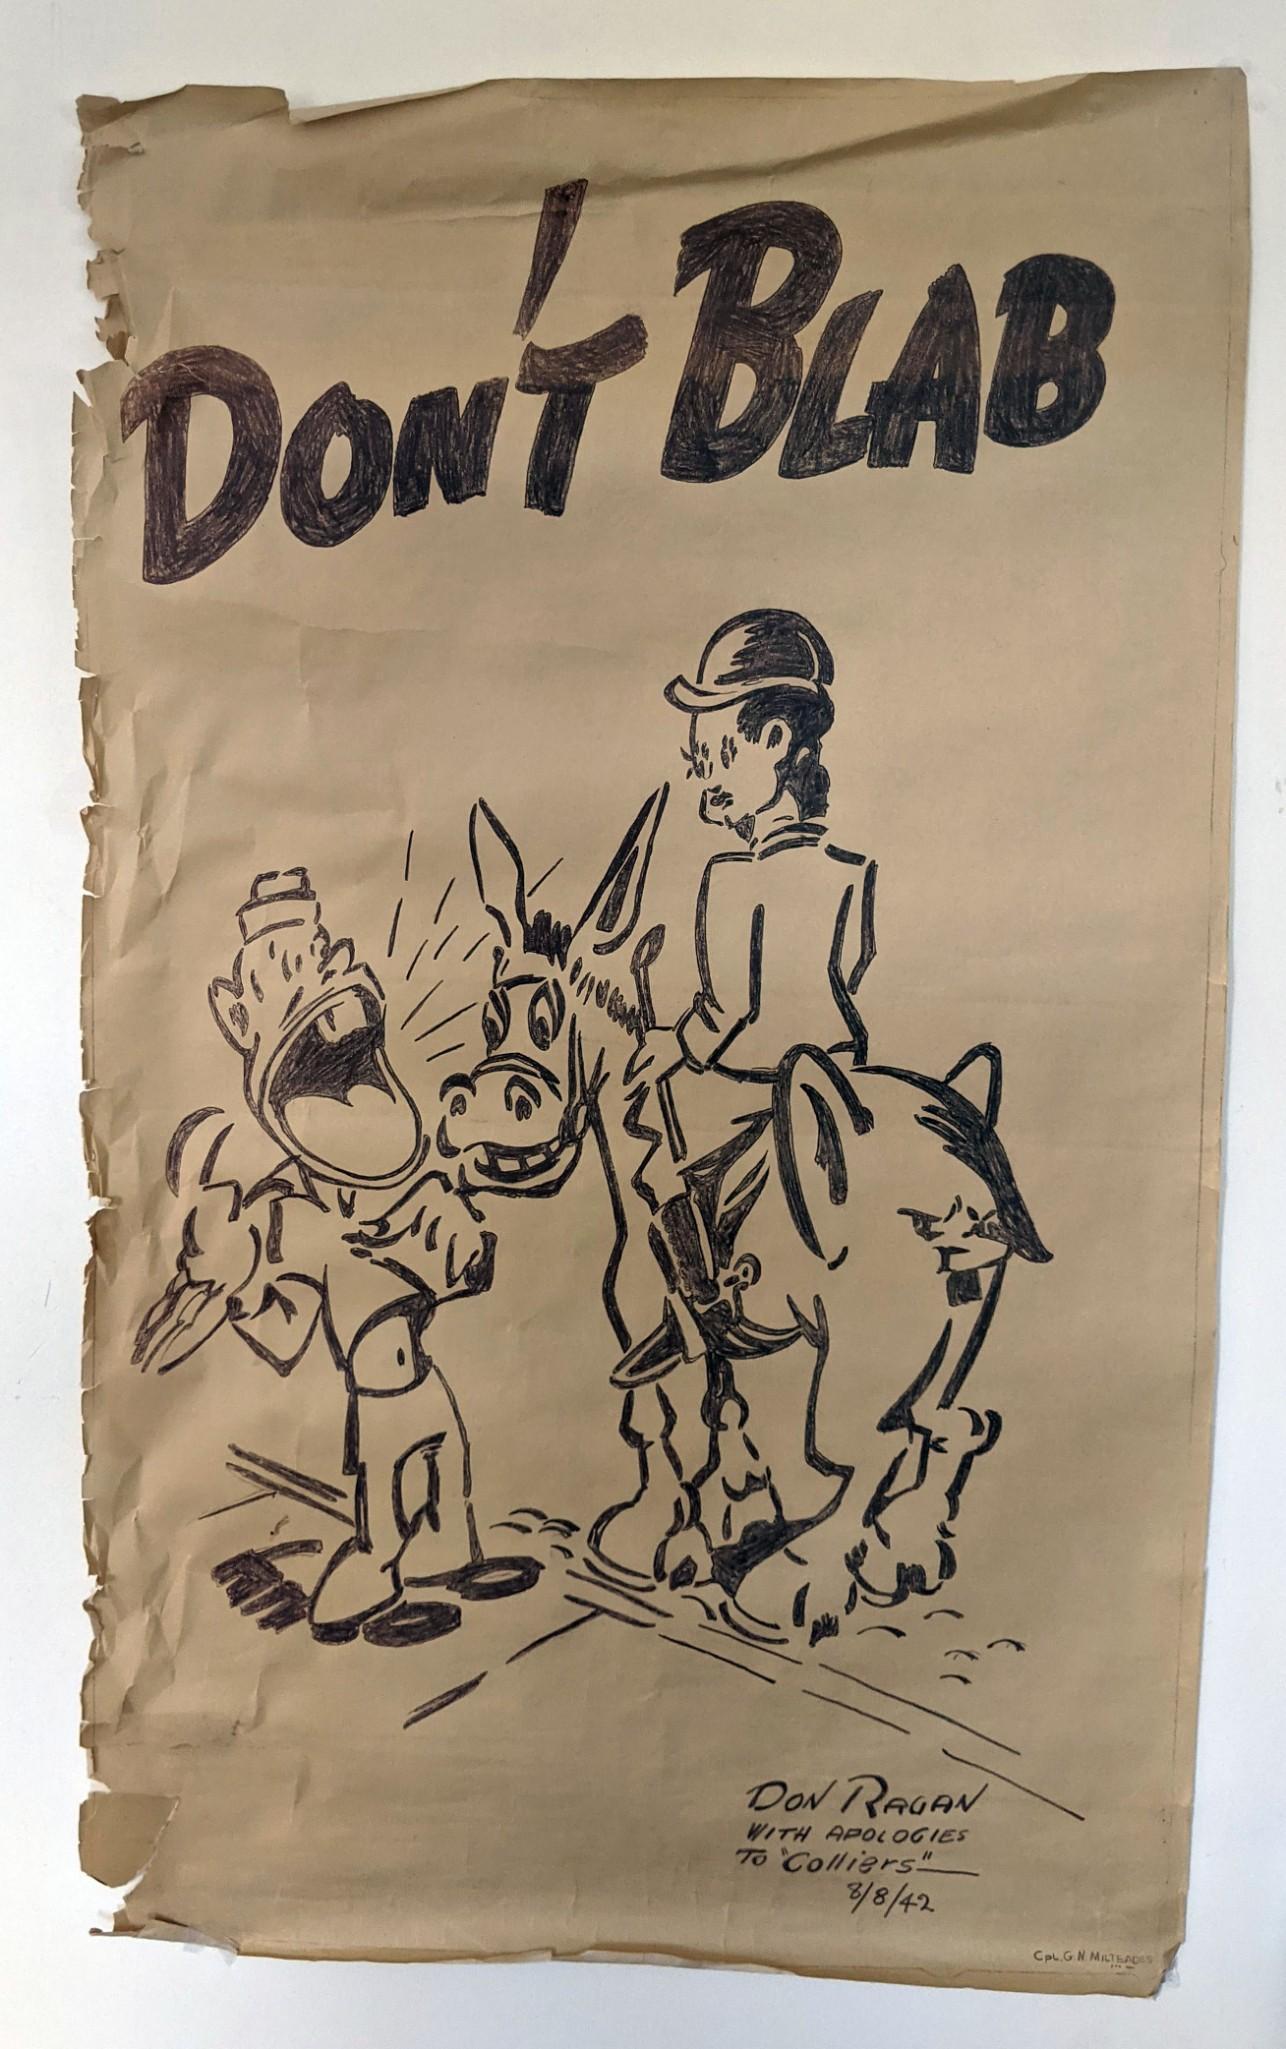 DON'T BLAB
DON RAGAN
WITH APOLOGIES
TO "Colliers"
8/8/42
CPL. G. N. MILTEADES